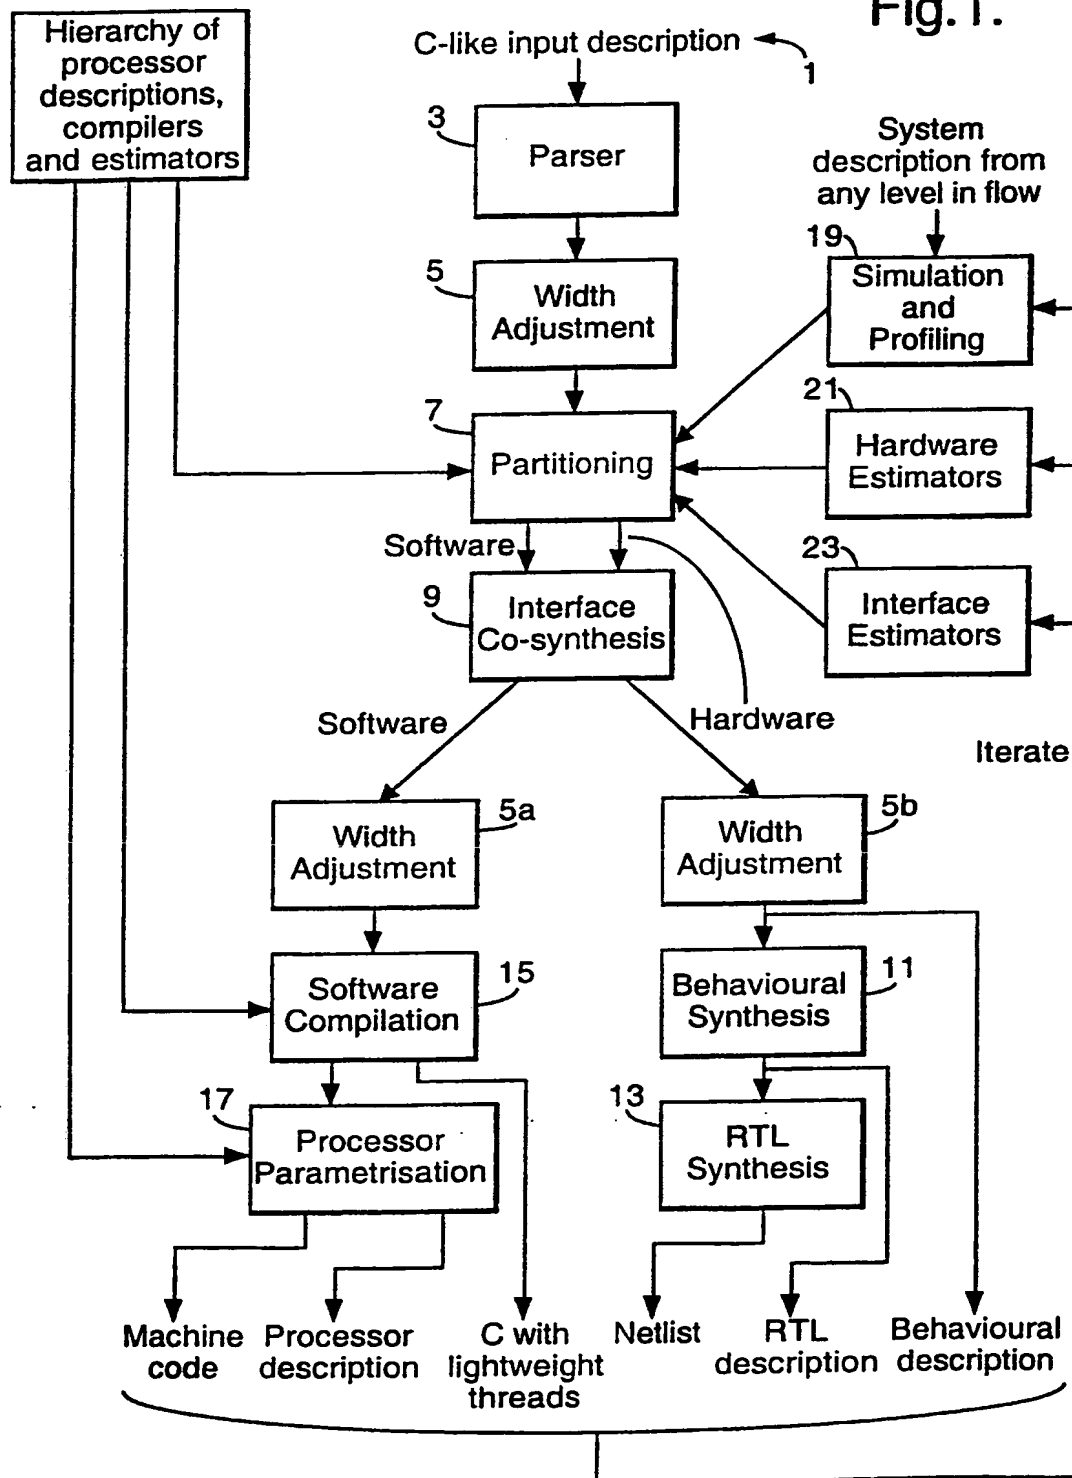 Fig.1.
Hierarchy of
processor
descriptions,
compilers
and estimators
C-like input description
1
3
Parser
System
description from
any level in flow
5
Width
Adjustment
19
Simulation
and
Profiling
7
Partitioning
21
Hardware
Estimators
Software
23
Interface
Estimators
9
Interface
Co-synthesis
Software
Hardware
Iterate
5a
Width
Adjustment
5b
Width
Adjustment
15
Software
Compilation
11
Behavioural
Synthesis
17
Processor
Parametrisation
13
RTL
Synthesis
Machine
code
Processor
description
C with
lightweight
threads
Netlist
RTL
description
Behavioural
description